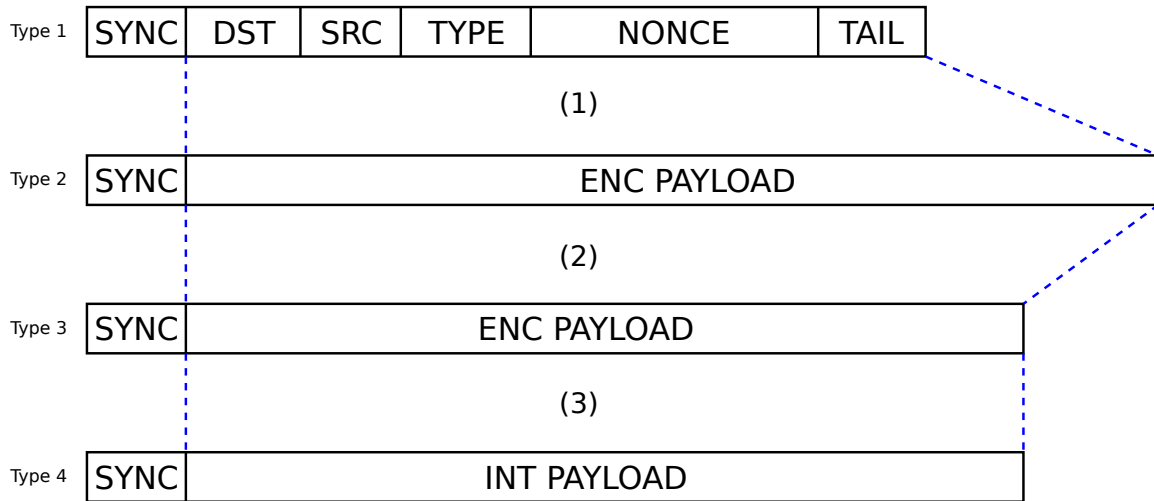 Type 1 SYNC DST SRC TYPE NONCE TAIL
(1)
Type 2 SYNC ENC PAYLOAD
(2)
Type 3 SYNC ENC PAYLOAD
(3)
Type 4 SYNC INT PAYLOAD